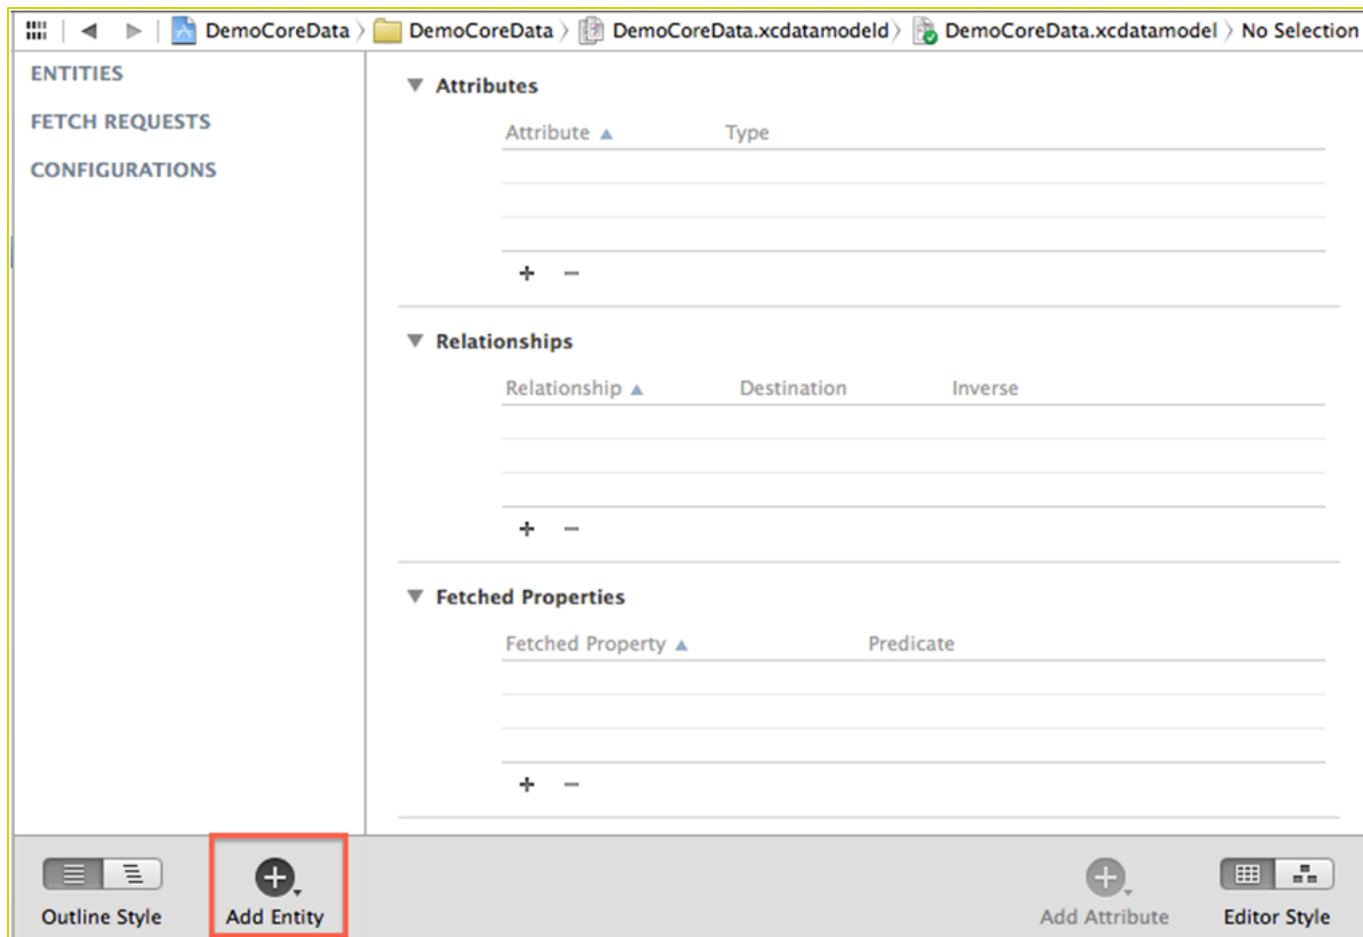 DemoCoreData DemoCoreData DemoCoreData.xcdatamodeld DemoCoreData.xcdatamodel No Selection
ENTITIES
FETCH REQUESTS
CONFIGURATIONS
Attributes
Attribute Type
Relationships
Relationship Destination Inverse
Fetched Properties
Fetched Property Predicate
Outline Style Add Entity Add Attribute Editor Style